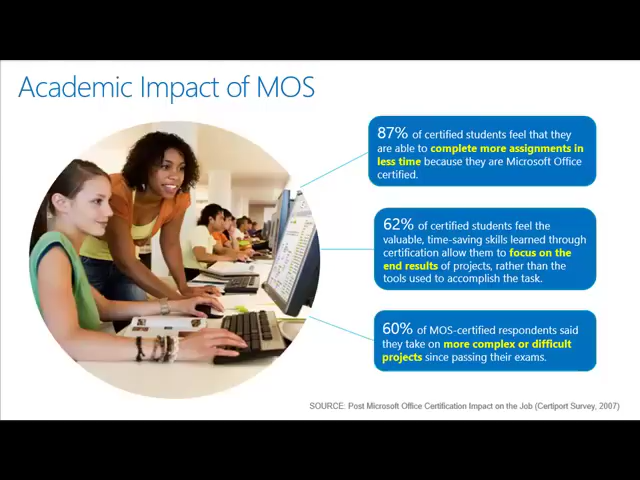 Academic Impact of MOS
87% of certified students feel that they
are able to complete more assignments in
less time because they are Microsoft Office
certified.
62% of certified students feel the
valuable, time-saving skills learned through
certification allow them to focus on the
end results of projects, rather than the
tools used to accomplish the task.
60% of MOS-certified respondents said
they take on more complex or difficult
projects since passing their exams.
SOURCE: Post Microsoft Office Certification Impact on the Job (Certiport Survey, 2007)